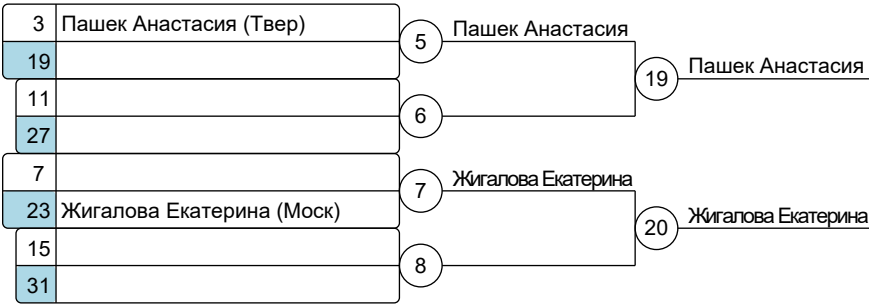 3 Пашек Анастасия (Твер)
5 Пашек Анастасия
19
19 Пашек Анастасия
11
6
27
7
7 Жигалова Екатерина
23 Жигалова Екатерина (Моск)
20 Жигалова Екатерина
15
8
31